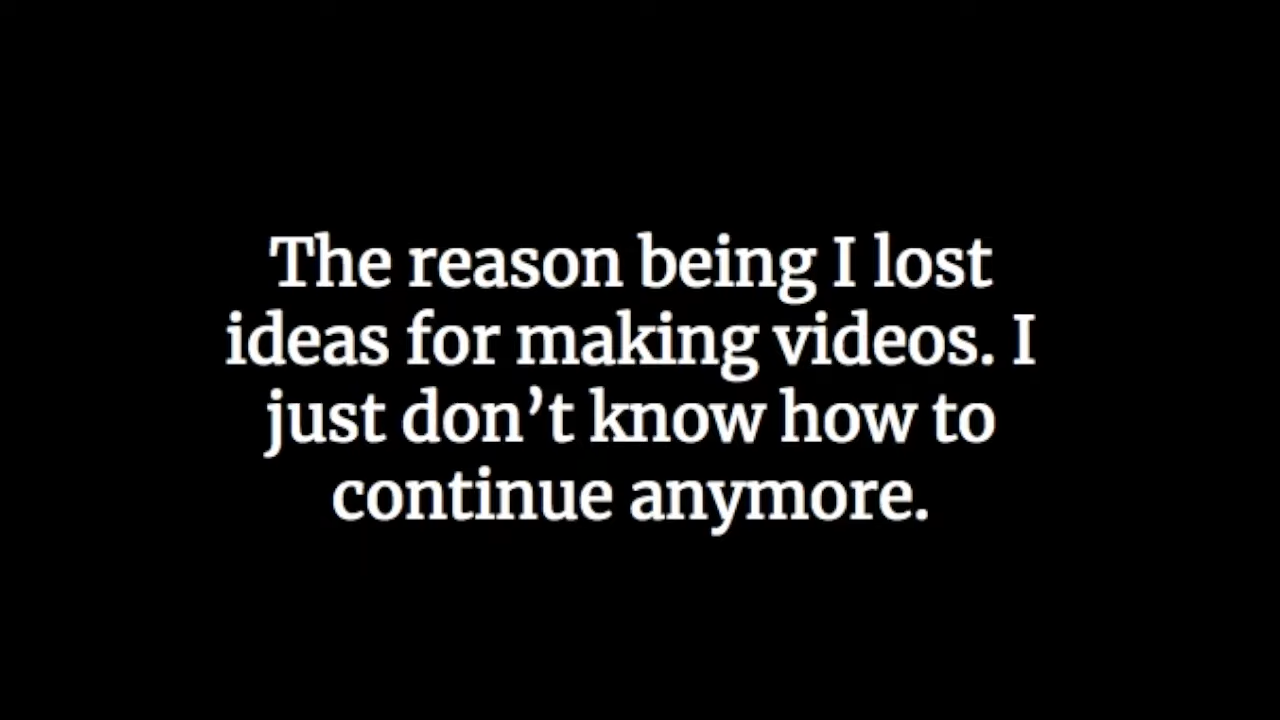 The reason being I lost
ideas for making videos. I
just don’t know how to
continue anymore.